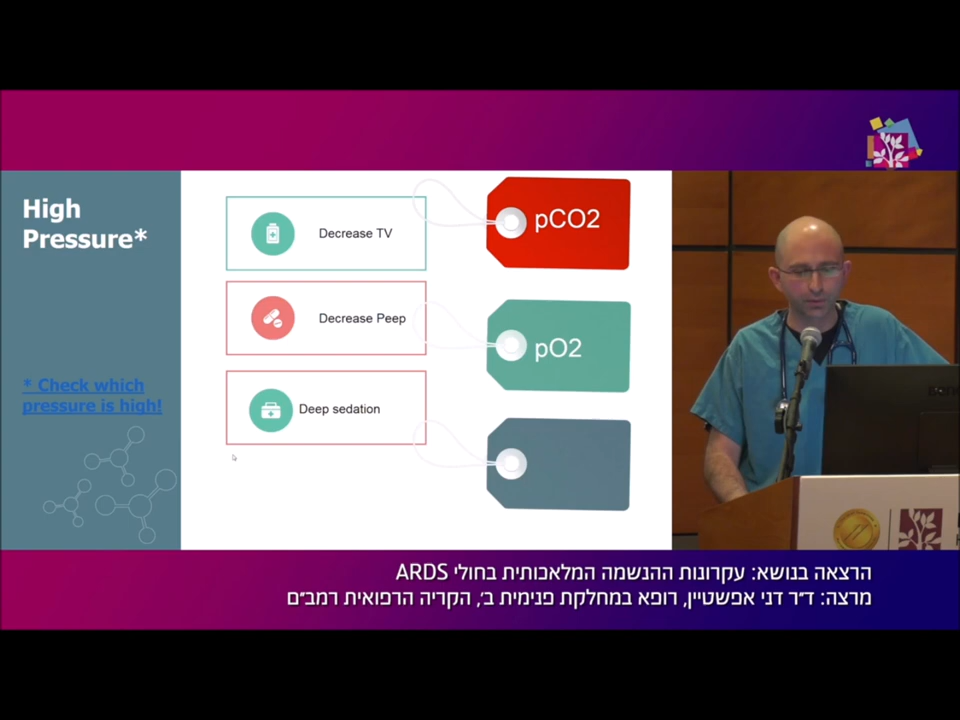 High
Pressure*
* Check which
pressure is high!
Decrease TV
Decrease Peep
Deep sedation
pCO2
pO2
הרצאה בנושא: עקרונות ההנשמה המלאכותית בחולי ARDS
מרצה: ד״ר דני אפשטיין, רופא במחלקת פנימית ב׳, הקריה הרפואית רמב״ם